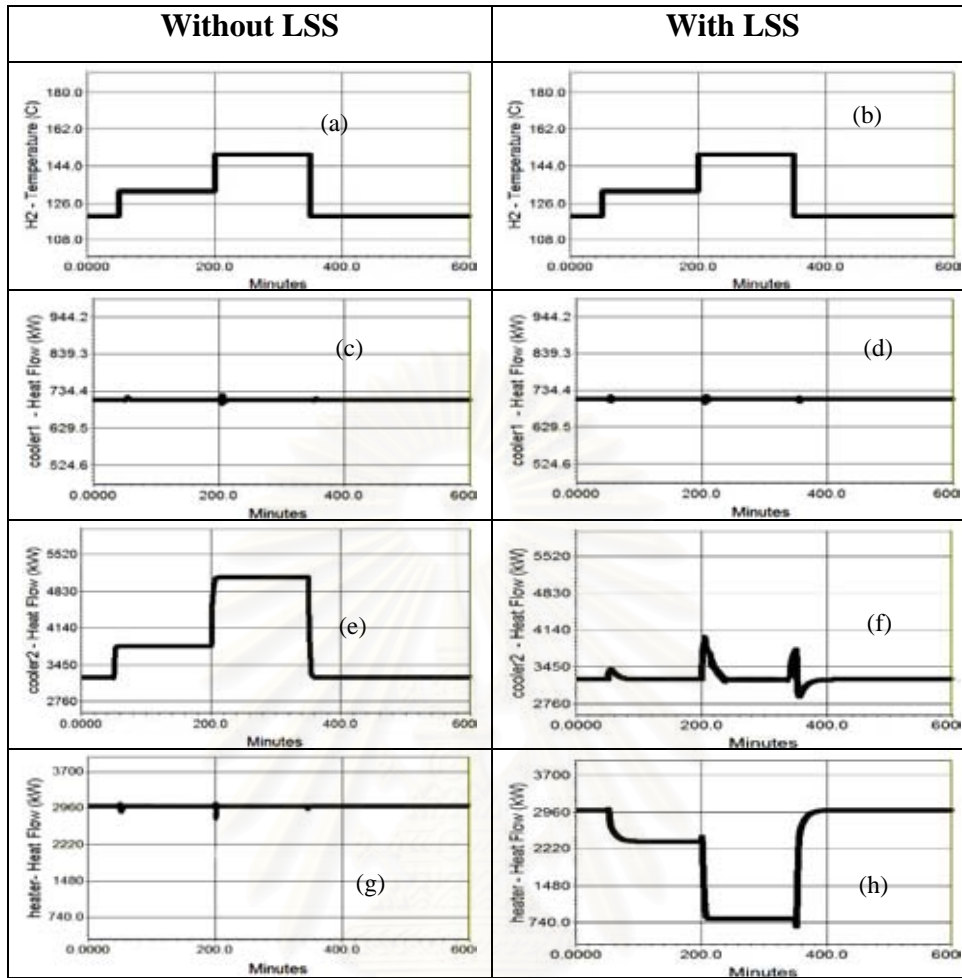 Without LSS
With LSS
H2 - Temperature (C)
180.0
162.0
144.0
126.0
108.0
(a)
0.0000 200.0 400.0 600
Minutes
H2 - Temperature (C)
180.0
162.0
144.0
126.0
108.0
(b)
0.0000 200.0 400.0 600
Minutes
cooler1 - Heat Flow (kW)
944.2
839.3
734.4
629.5
524.6
(c)
0.0000 200.0 400.0 600
Minutes
cooler1 - Heat Flow (kW)
944.2
839.3
734.4
629.5
524.6
(d)
0.0000 200.0 400.0 600
Minutes
cooler2 - Heat Flow (kW)
5520
4830
4140
3450
2760
(e)
0.0000 200.0 400.0 600
Minutes
cooler2 - Heat Flow (kW)
5520
4830
4140
3450
2760
(f)
0.0000 200.0 400.0 600
Minutes
heater- Heat Flow (kW)
3700
2960
2220
1480
740.0
(g)
0.0000 200.0 400.0 600
Minutes
heater - Heat Flow (kW)
3700
2960
2220
1480
740.0
(h)
0.0000 200.0 400.0 600
Minutes